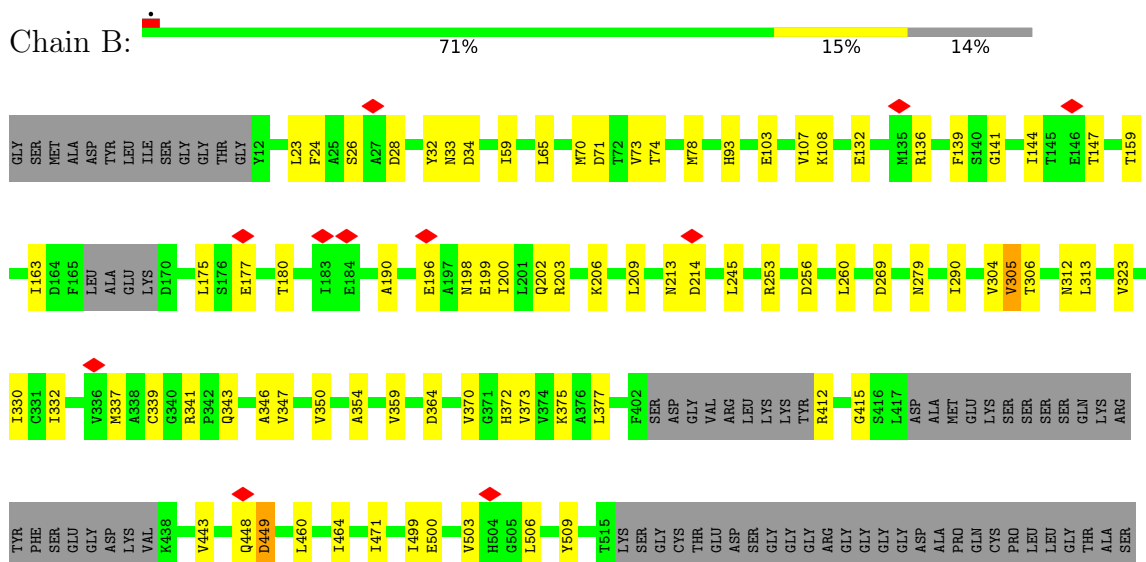 Chain B:
71% 15% 14%
GLY SER MET ALA ASP TYR LEU ILE SER GLY GLY THR GLY Y12 L23 F24 A25 S26 A27 D28 Y32 N33 D34 I59 L65 M70 D71 T72 V73 T74 M78 H93 E103 V107 K108 E132 M135 R136 F139 S140 G141 I144 T145 E146 T147 T159
I163 D164 F165 LEU ALA GLU LYS D170 L175 S176 E177 T180 I183 E184 A190 E196 A197 N198 E199 I200 L201 Q202 R203 K206 L209 N213 D214 L245 R253 D256 L260 D269 N279 I290 V304 V305 T306 N312 L313 V323
I330 C331 I332 V336 M337 A338 C339 G340 R341 P342 Q343 A346 V347 V350 A354 V359 D364 V370 G371 H372 V373 V374 K375 A376 L377 F402 SER ASP GLY VAL ARG LEU LYS LYS TYR R412 G415 S416 L417 ASP ALA MET GLU LYS SER SER SER SER GLN LYS ARG
TYR PHE SER GLU GLY ASP LYS VAL K438 V443 Q448 D449 L460 I464 I471 I499 E500 V503 H504 G505 L506 Y509 T515 LYS SER GLY CYS THR GLU ASP SER GLY GLY GLY ARG GLY GLY GLY GLY ASP ALA PRO GLN CYS PRO LEU LEU GLY THR ALA SER